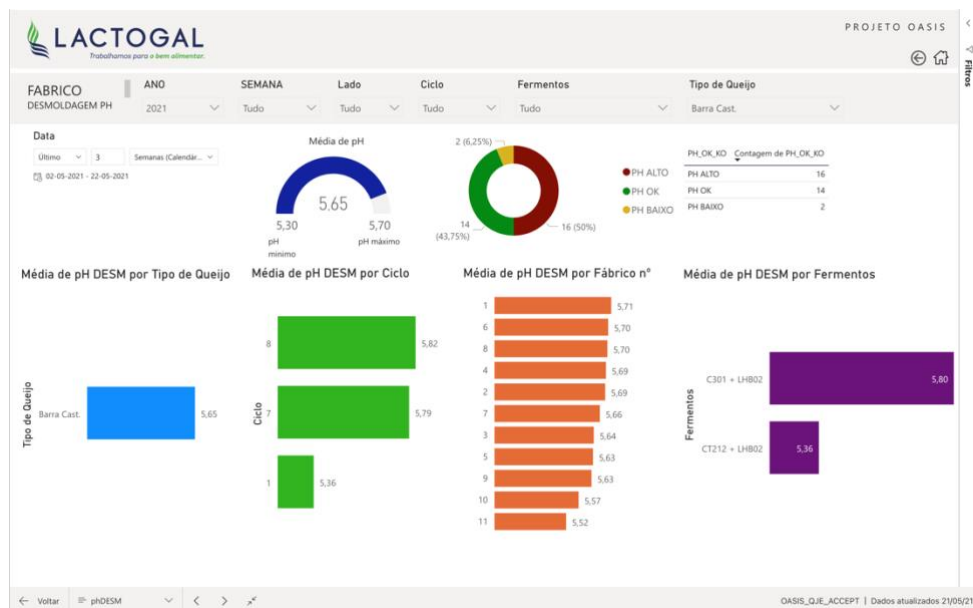 PROJETO OASIS
LACTOGAL
Trabalhamos para o bem alimentar.
Filtros
FABRICO
DESMOLDAGEM PH
ANO SEMANA Lado Ciclo Fermentos Tipo de Queijo
2021 Tudo Tudo Tudo Tudo Barra Cast.
Data
Último 3 Semanas (Calendár...
02-05-2021 - 22-05-2021
Média de pH
5,65
5,30 5,70
pH mínimo
pH máximo
2 (6,25%)
14 (43,75%)
16 (50%)
PH ALTO
PH OK
PH BAIXO
PH_OK_KO Contagem de PH_OK_KO
PH ALTO 16
PH OK 14
PH BAIXO 2
Média de pH DESM por Tipo de Queijo
Tipo de Queijo
Barra Cast. 5,65
Média de pH DESM por Ciclo
Ciclo
8 5,82
7 5,79
1 5,36
Média de pH DESM por Fábrico nº
1 5,71
6 5,70
8 5,70
4 5,69
2 5,69
7 5,66
3 5,64
5 5,63
9 5,63
10 5,57
11 5,52
Média de pH DESM por Fermentos
Fermentos
C301 + LHB02 5,80
CT212 + LHB02 5,36
Voltar phDESM
OASIS_QJE_ACCEPT | Dados atualizados 21/05/21